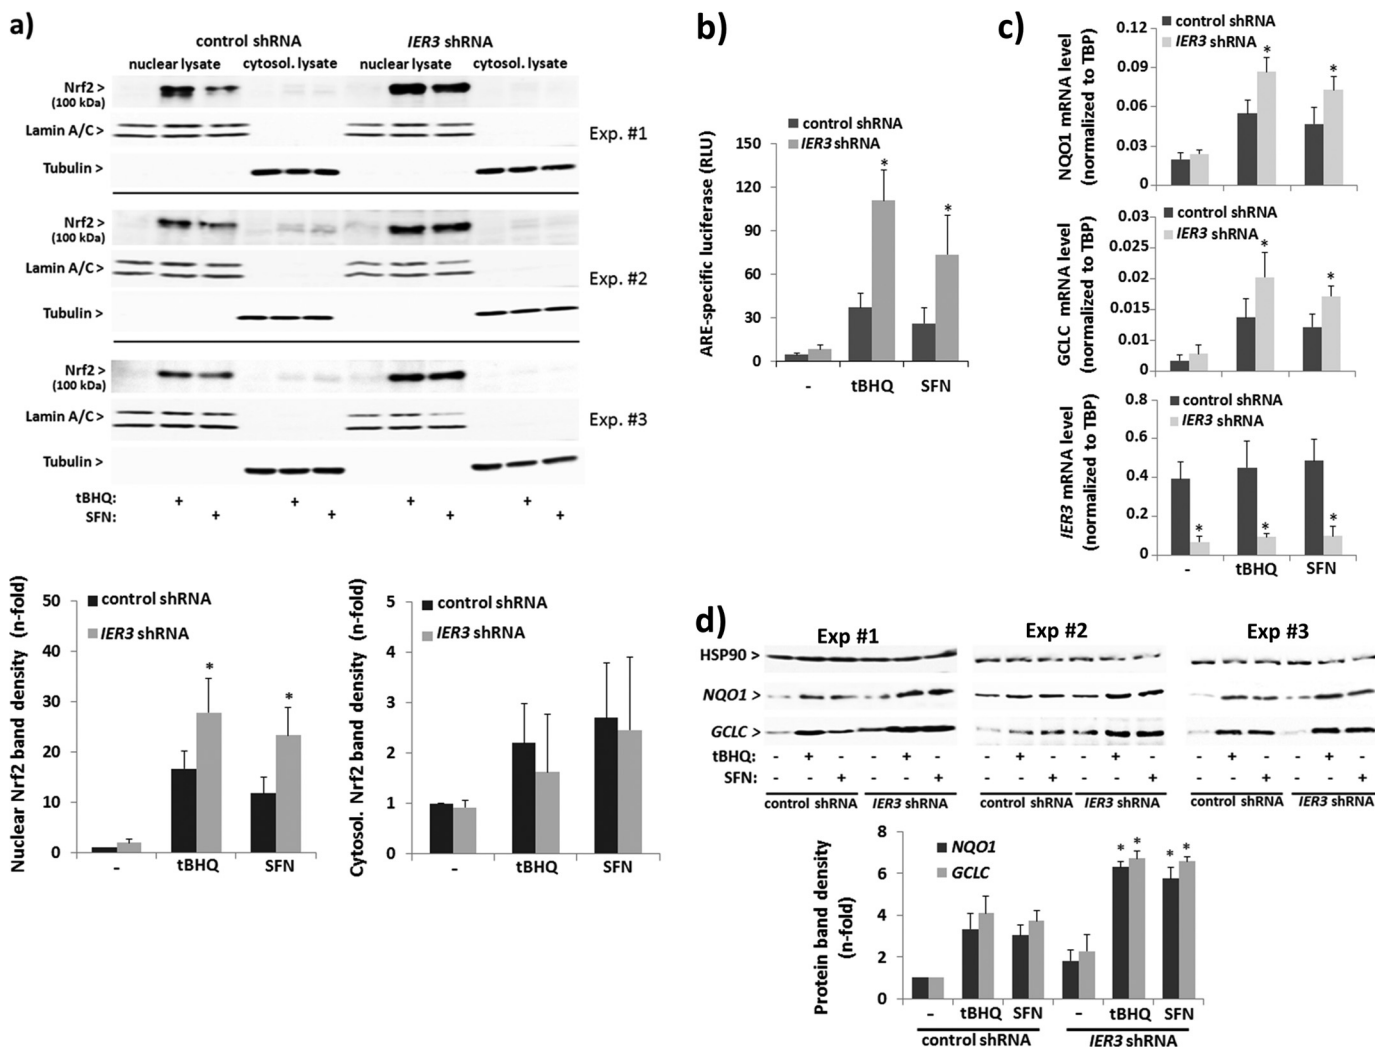 a)
control shRNA IER3 shRNA
nuclear lysate cytosol. lysate nuclear lysate cytosol. lysate
Nrf2 >
(100 kDa)
Lamin A/C >
Exp. #1
Tubulin >
Nrf2 >
(100 kDa)
Lamin A/C >
Exp. #2
Tubulin >
Nrf2 >
(100 kDa)
Lamin A/C >
Exp. #3
Tubulin >
tBHQ: + + + +
SFN: + + + +
Nuclear Nrf2 band density (n-fold)
50
40
30
20
10
0
control shRNA
IER3 shRNA
* *
- tBHQ SFN
Cytosol. Nrf2 band density (n-fold)
5
4
3
2
1
0
control shRNA
IER3 shRNA
- tBHQ SFN
b)
control shRNA
IER3 shRNA
ARE-specific luciferase (RLU)
150
120
90
60
30
0
* *
- tBHQ SFN
c)
control shRNA
IER3 shRNA
NQO1 mRNA level
(normalized to TBP)
0.12
0.09
0.06
0.03
0
* *
control shRNA
IER3 shRNA
GCLC mRNA level
(normalized to TBP)
0.03
0.025
0.02
0.015
0.01
0
* *
control shRNA
IER3 shRNA
IER3 mRNA level
(normalized to TBP)
0.8
0.6
0.4
0.2
0
* * *
- tBHQ SFN
d)
Exp #1 Exp #2 Exp #3
HSP90 >
NQO1 >
GCLC >
tBHQ: - + - - + - - + - - + - - + - - + -
SFN: - - + - - + - - + - - + - - + - - +
control shRNA IER3 shRNA control shRNA IER3 shRNA control shRNA IER3 shRNA
Protein band density
(n-fold)
8
6
4
2
0
NQO1
GCLC
* * * *
- tBHQ SFN - tBHQ SFN
control shRNA IER3 shRNA